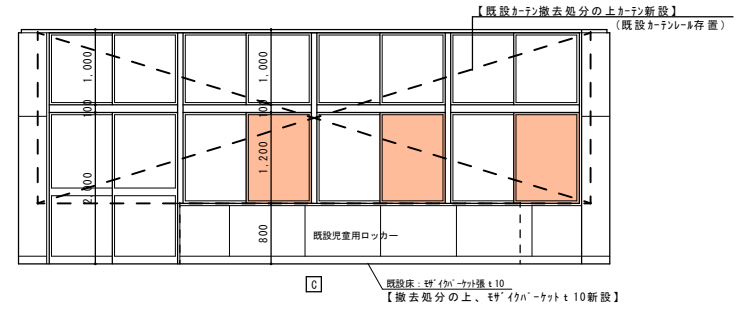 【既設カーテン撤去処分の上カーテン新設】
(既設カーテンレール存置)
1,000
1,000
100
100
1,200
2,000
800
既設児童用ロッカー
C
既設床:モザイクパーケット張 t 10
【撤去処分の上、モザイクパーケット t 10新設】